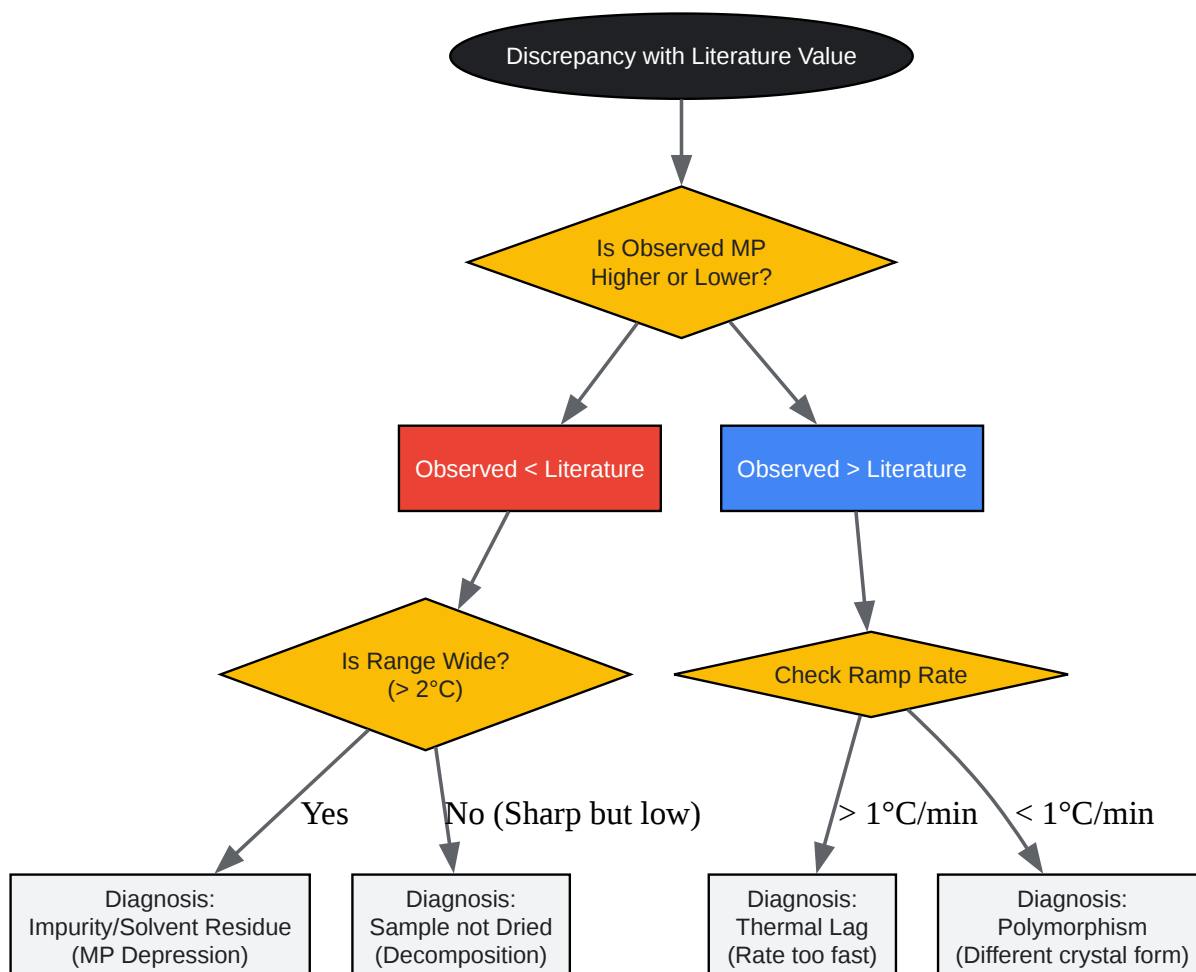 Discrepancy with Literature Value
Is Observed MP
Higher or Lower?
Observed < Literature
Observed > Literature
Is Range Wide?
(> 2°C)
Check Ramp Rate
Yes
No (Sharp but low)
> 1°C/min
< 1°C/min
Diagnosis:
Impurity/Solvent Residue
(MP Depression)
Diagnosis:
Sample not Dried
(Decomposition)
Diagnosis:
Thermal Lag
(Rate too fast)
Diagnosis:
Polymorphism
(Different crystal form)